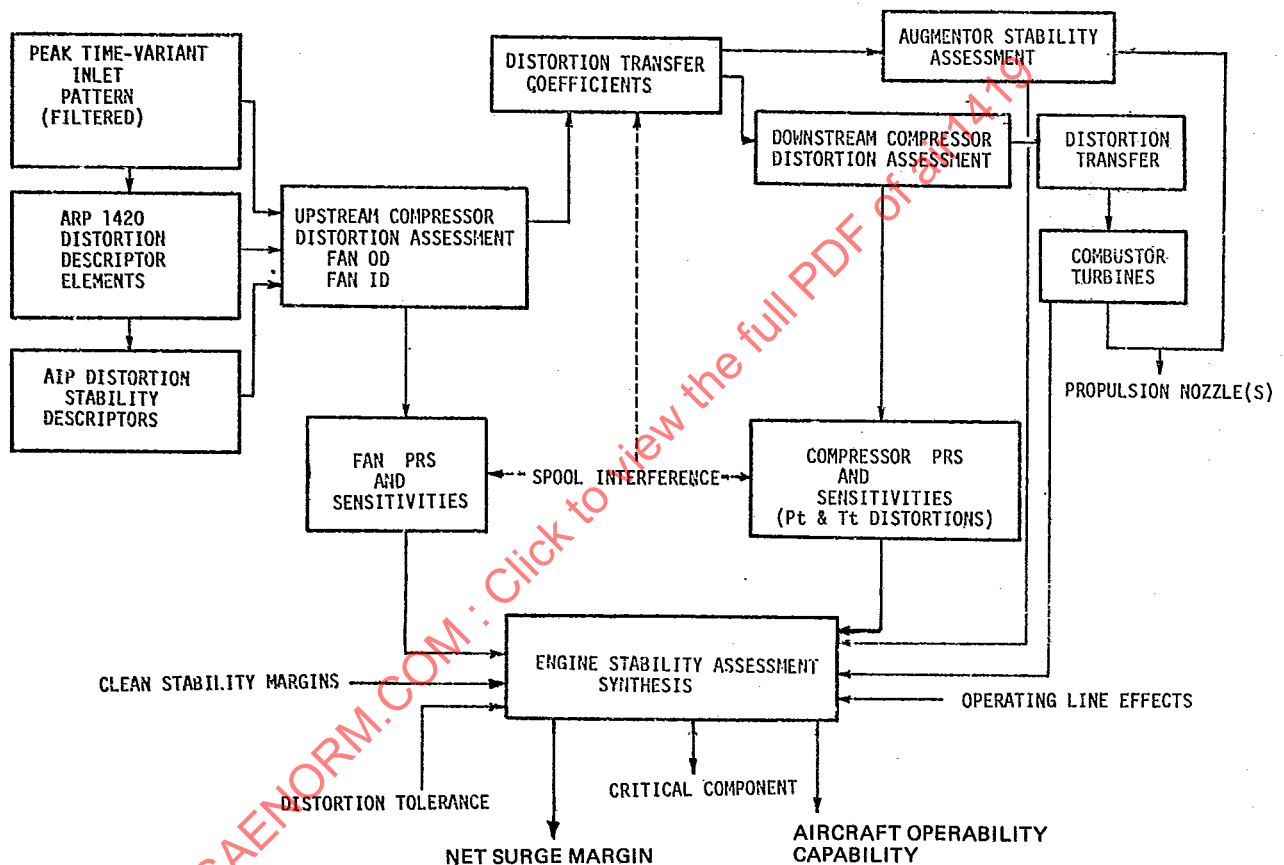 PEAK TIME-VARIANT
INLET
PATTERN
(FILTERED)
ARP 1420
DISTORTION
DESCRIPTOR
ELEMENTS
AIP DISTORTION
STABILITY
DESCRIPTORS
UPSTREAM COMPRESSOR
DISTORTION ASSESSMENT
FAN OD
FAN ID
DISTORTION TRANSFER
COEFFICIENTS
AUGMENTOR STABILITY
ASSESSMENT
DOWNSTREAM COMPRESSOR
DISTORTION ASSESSMENT
DISTORTION
TRANSFER
COMBUSTOR
TURBINES
PROPULSION NOZZLE(S)
FAN PRS
AND
SENSITIVITIES
SPOOL INTERFERENCE
COMPRESSOR PRS
AND
SENSITIVITIES
(Pt & Tt DISTORTIONS)
ENGINE STABILITY ASSESSMENT
SYNTHESIS
CLEAN STABILITY MARGINS
OPERATING LINE EFFECTS
DISTORTION TOLERANCE
CRITICAL COMPONENT
NET SURGE MARGIN
AIRCRAFT OPERABILITY
CAPABILITY
SAENORM.COM : Click to view the full PDF of air1419